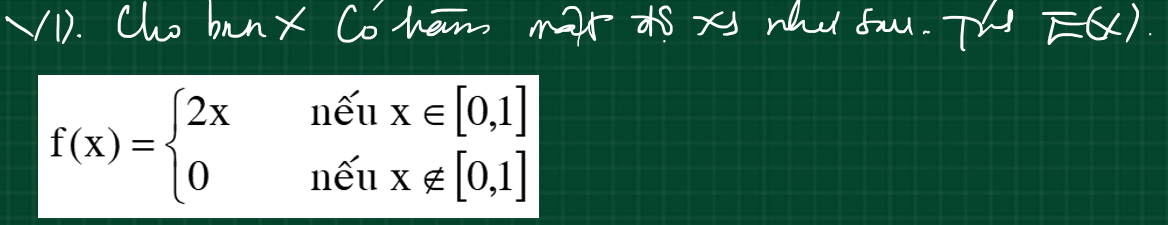 VD. Cho bnn X Có hàm mật độ xs như sau. Tính E(X).
f(x) = { 2x nếu x ∈ [0,1]
0 nếu x ∉ [0,1]